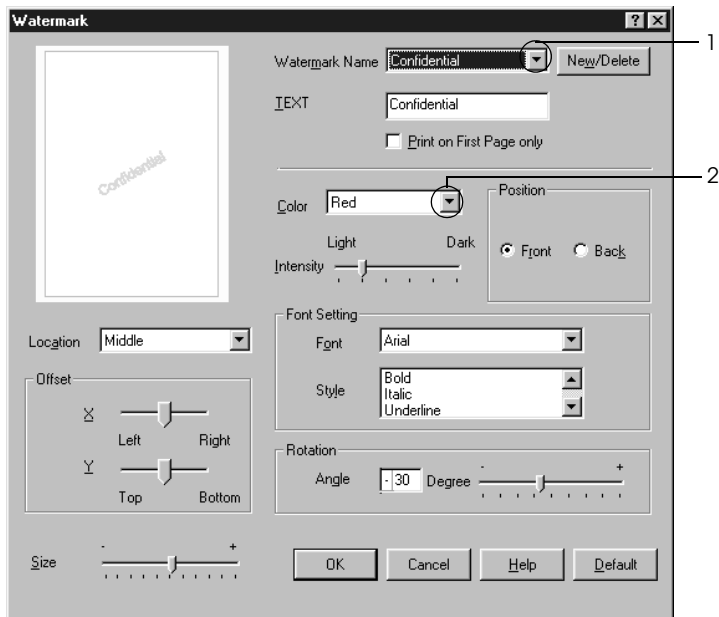 Watermark
1
Watermark Name Confidential New/Delete
TEXT Confidential
Print on First Page only
Confidential
2
Color Red
Position
Light Dark
Front Back
Intensity
Location Middle
Font Setting
Font Arial
Offset
Style Bold
Italic
Underline
X
Left Right
Y
Top Bottom
Rotation
Angle -30 Degree - +
Size - +
OK Cancel Help Default